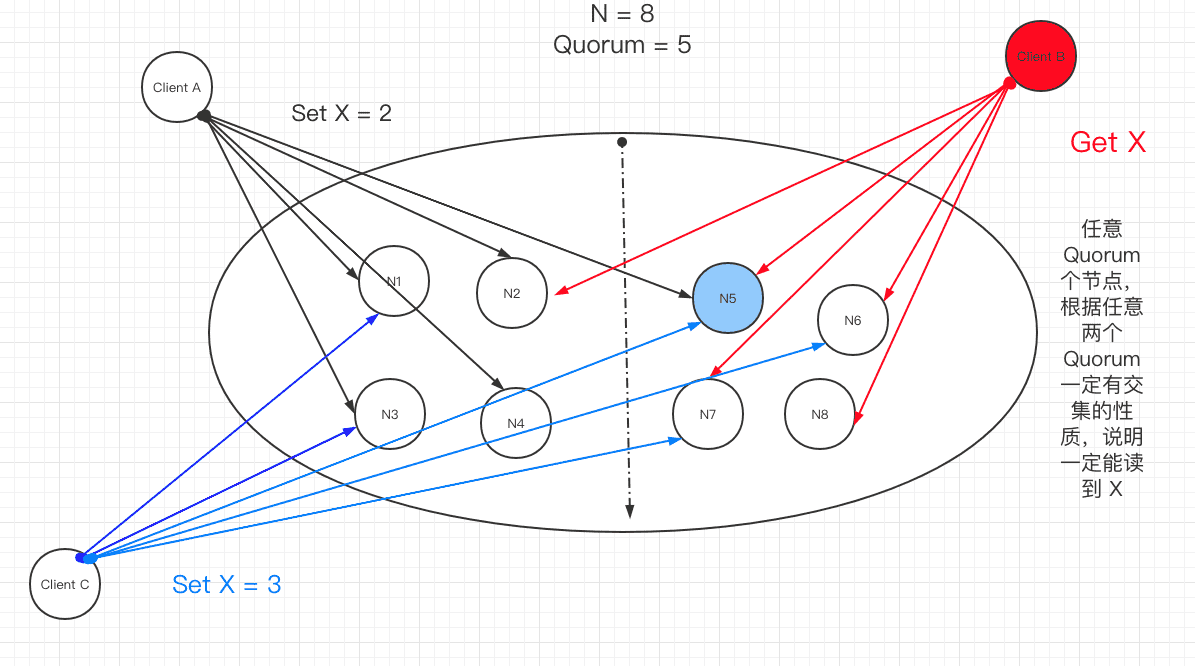 N = 8
Quorum = 5
Client A
Client B
Set X = 2
Get X
任意
Quorum
个节点，
根据任意
两个
Quorum
一定有交
集的性
质，说明
一定能读
到 X
N1
N2
N5
N6
N3
N4
N7
N8
Client C
Set X = 3